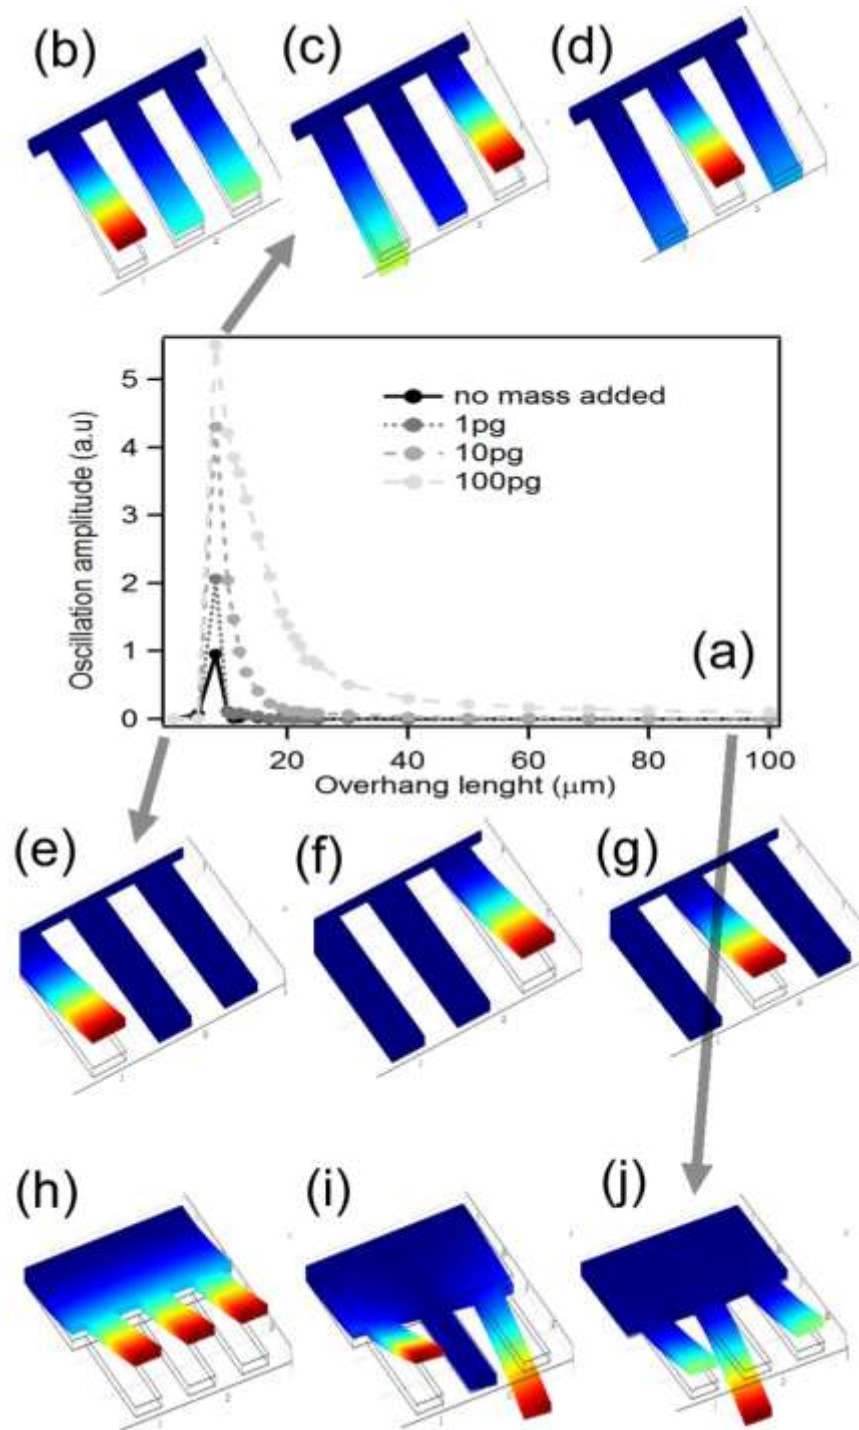 (b)
(c)
(d)
5
4
3
2
1
0
Oscillation amplitude (a.u)
no mass added
1pg
10pg
100pg
(a)
20
40
60
80
100
Overhang lenght (μm)
(e)
(f)
(g)
(h)
(i)
(j)